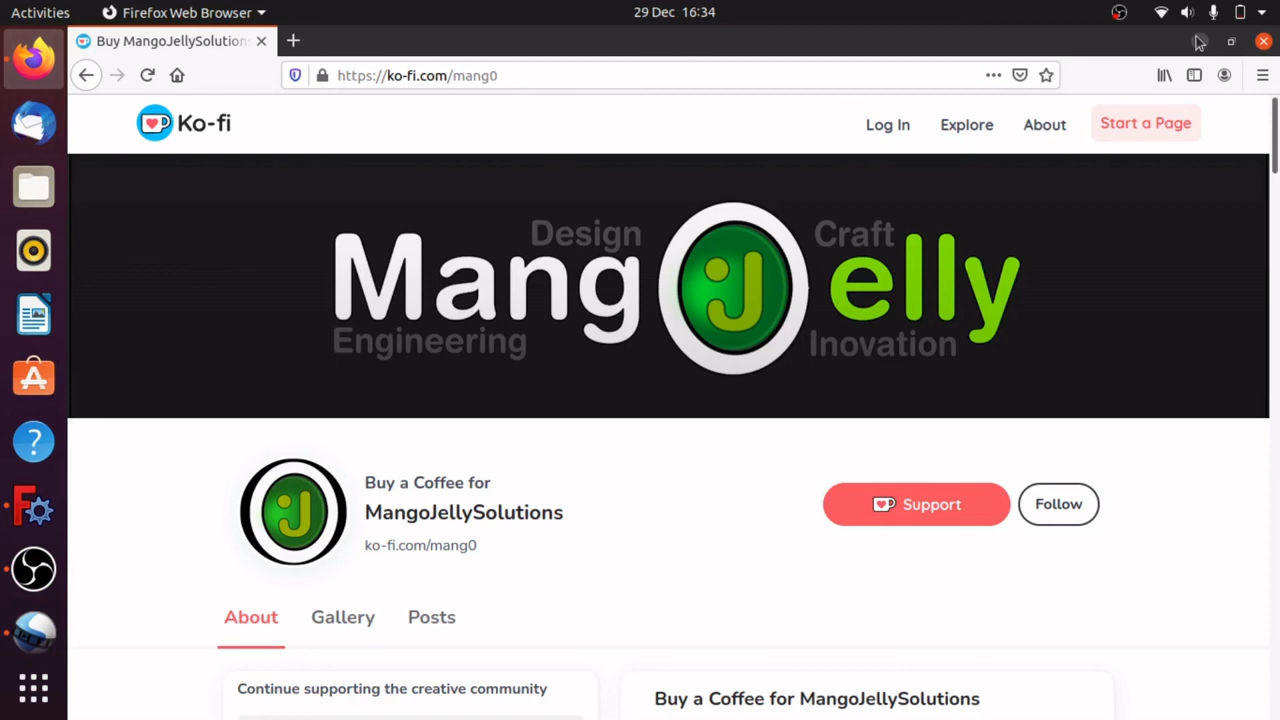 Activities
Firefox Web Browser
29 Dec 16:34
Buy MangoJellySolution
https://ko-fi.com/mang0
Ko-fi
Log In
Explore
About
Start a Page
Design
Craft
Mang
J
elly
Engineering
Inovation
J
Buy a Coffee for
MangoJellySolutions
ko-fi.com/mang0
Support
Follow
About
Gallery
Posts
Continue supporting the creative community
Buy a Coffee for MangoJellySolutions